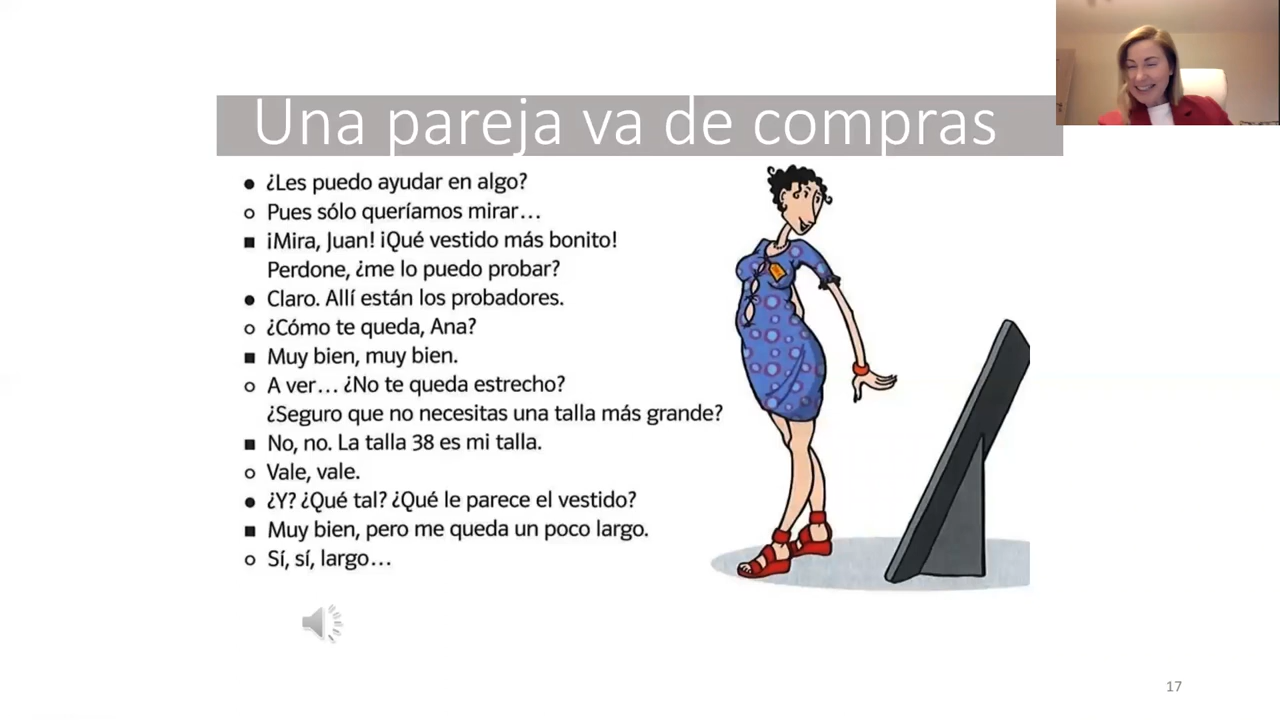 Una pareja va de compras
● ¿Les puedo ayudar en algo?
○ Pues sólo queríamos mirar…
■ ¡Mira, Juan! ¡Qué vestido más bonito!
Perdone, ¿me lo puedo probar?
● Claro. Allí están los probadores.
○ ¿Cómo te queda, Ana?
■ Muy bien, muy bien.
○ A ver… ¿No te queda estrecho?
¿Seguro que no necesitas una talla más grande?
■ No, no. La talla 38 es mi talla.
○ Vale, vale.
● ¿Y? ¿Qué tal? ¿Qué le parece el vestido?
■ Muy bien, pero me queda un poco largo.
○ Sí, sí, largo…
17